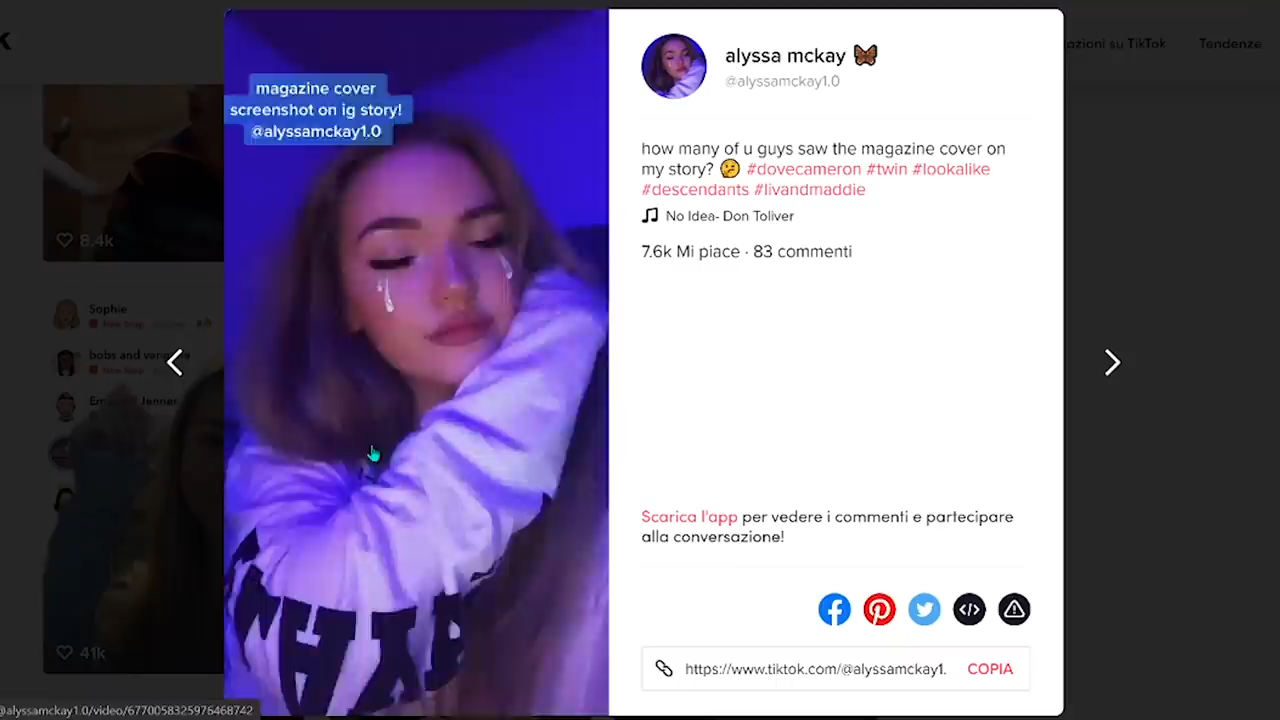 azioni su TikTok
Tendenze
magazine cover
screenshot on ig story!
@alyssamckay1.0
alyssa mckay
@alyssamckay1.0
how many of u guys saw the magazine cover on
my story? 🤔 #dovecameron #twin #lookalike
#descendants #livandmaddie
No Idea- Don Toliver
7.6k Mi piace · 83 commenti
8.4k
Sophie
bobs and
Jenner
41k
Scarica l'app per vedere i commenti e partecipare
alla conversazione!
https://www.tiktok.com/@alyssamckay1.
COPIA
@alyssamckay1.0/video/6770058325976468742